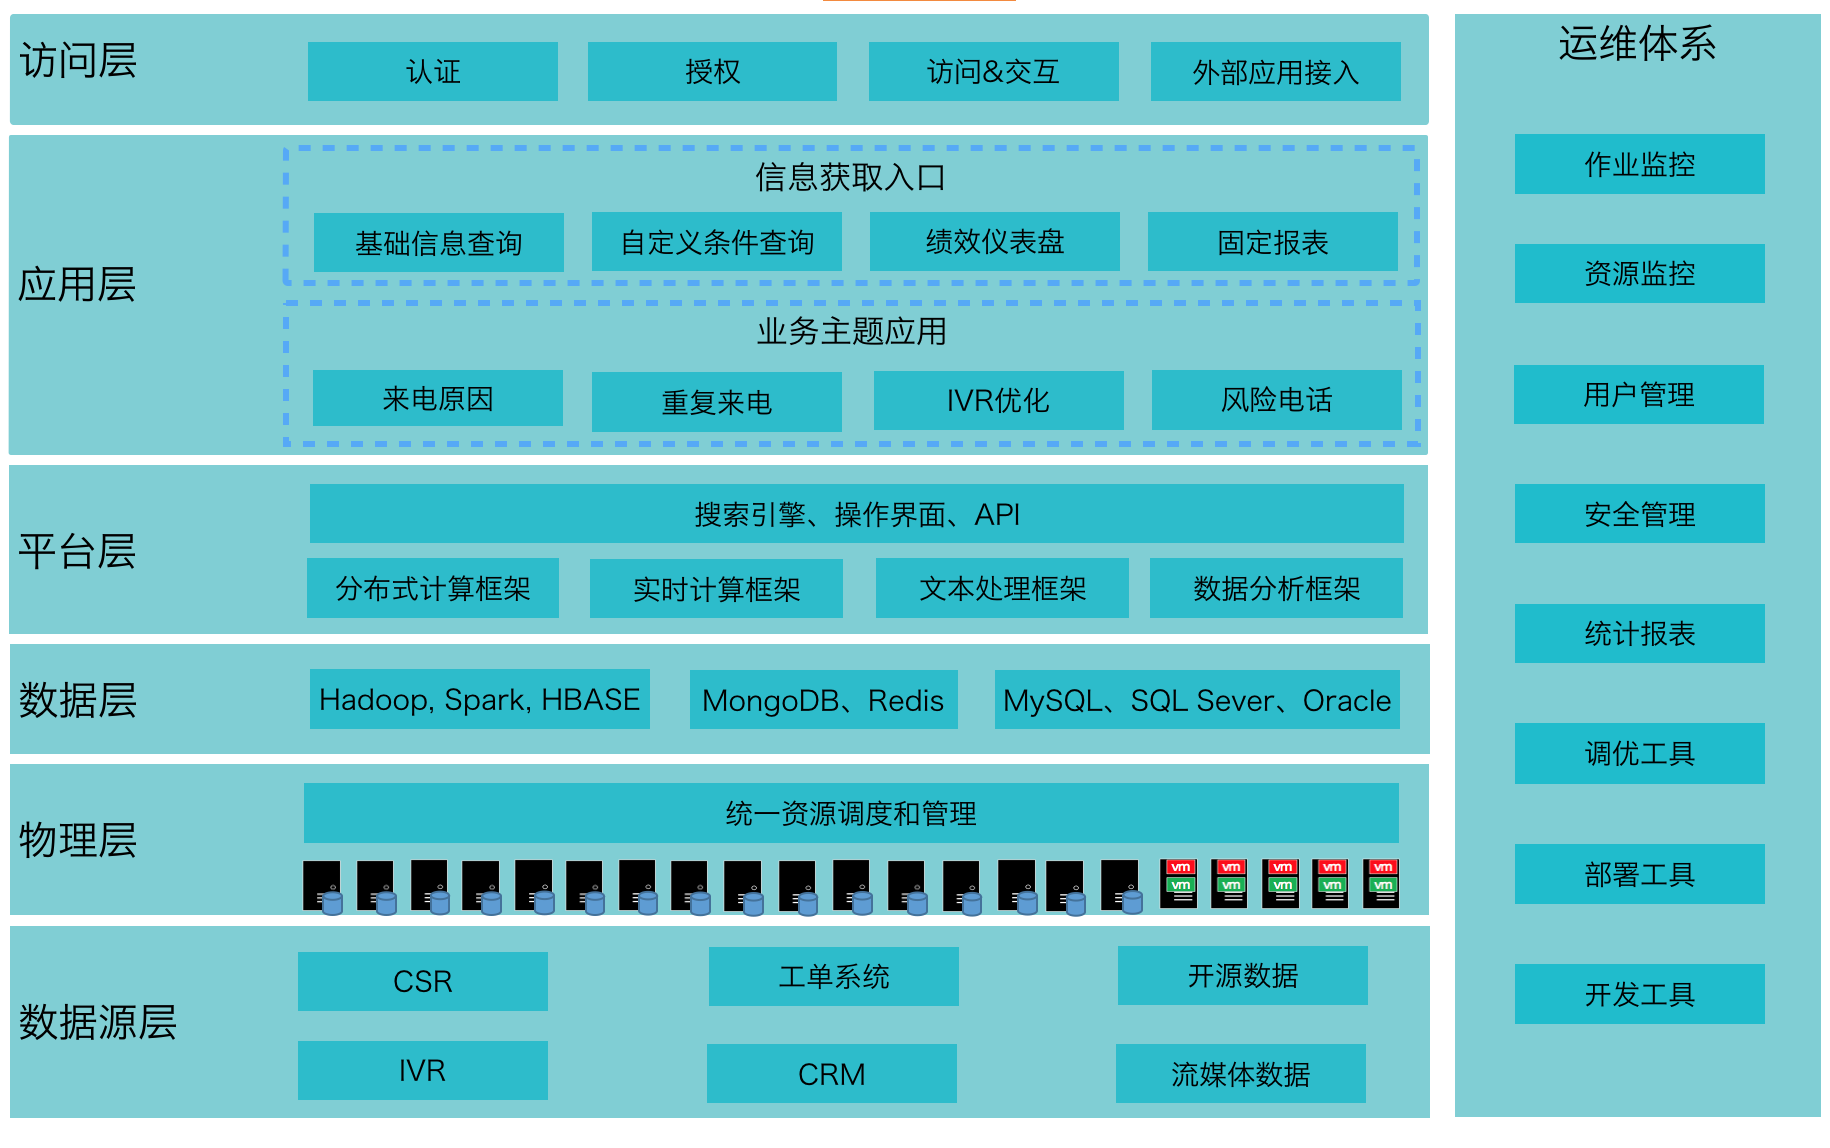 访问层
认证
授权
访问&交互
外部应用接入
应用层
信息获取入口
基础信息查询
自定义条件查询
绩效仪表盘
固定报表
业务主题应用
来电原因
重复来电
IVR优化
风险电话
平台层
搜索引擎、操作界面、API
分布式计算框架
实时计算框架
文本处理框架
数据分析框架
数据层
Hadoop, Spark, HBASE
MongoDB、Redis
MySQL、SQL Sever、Oracle
物理层
统一资源调度和管理
vm
vm
vm
vm
vm
vm
vm
vm
vm
vm
数据源层
CSR
工单系统
开源数据
IVR
CRM
流媒体数据
运维体系
作业监控
资源监控
用户管理
安全管理
统计报表
调优工具
部署工具
开发工具